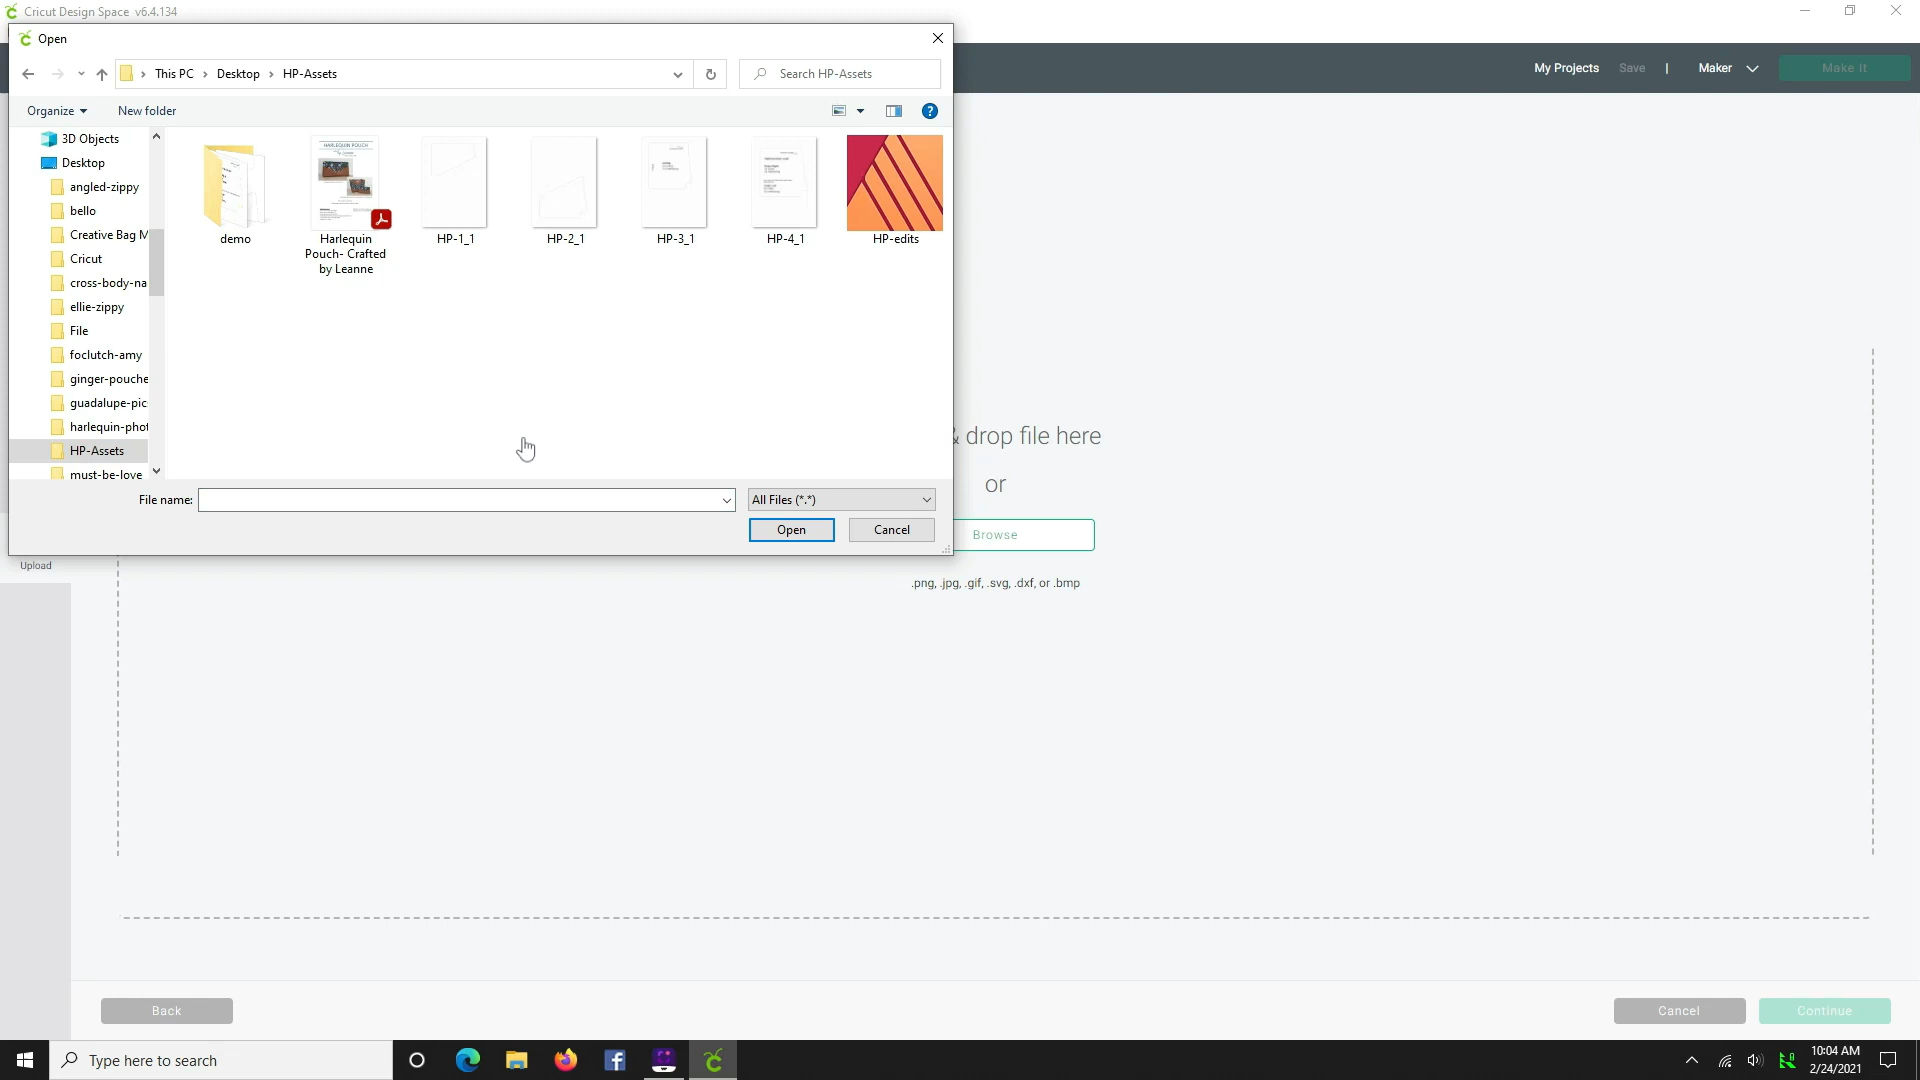 Cricut Design Space v6.4.134
Open
This PC > Desktop > HP-Assets
Search HP-Assets
My Projects Save | Maker Make It
Organize New folder
3D Objects
Desktop
angled-zippy
bello
Creative Bag M
Cricut
cross-body-na
ellie-zippy
File
foclutch-amy
ginger-pouche
guadalupe-pic
harlequin-phot
HP-Assets
must-be-love
HARLEQUIN POUCH
demo
Harlequin
Pouch- Crafted
by Leanne
HP-1_1
HP-2_1
HP-3_1
HP-4_1
HP-edits
& drop file here
or
File name:
All Files (*.*)
Open Cancel
Browse
Upload
.png, .jpg, .gif, .svg, .dxf, or .bmp
Back
Cancel
Continue
Type here to search
10:04 AM
2/24/2021